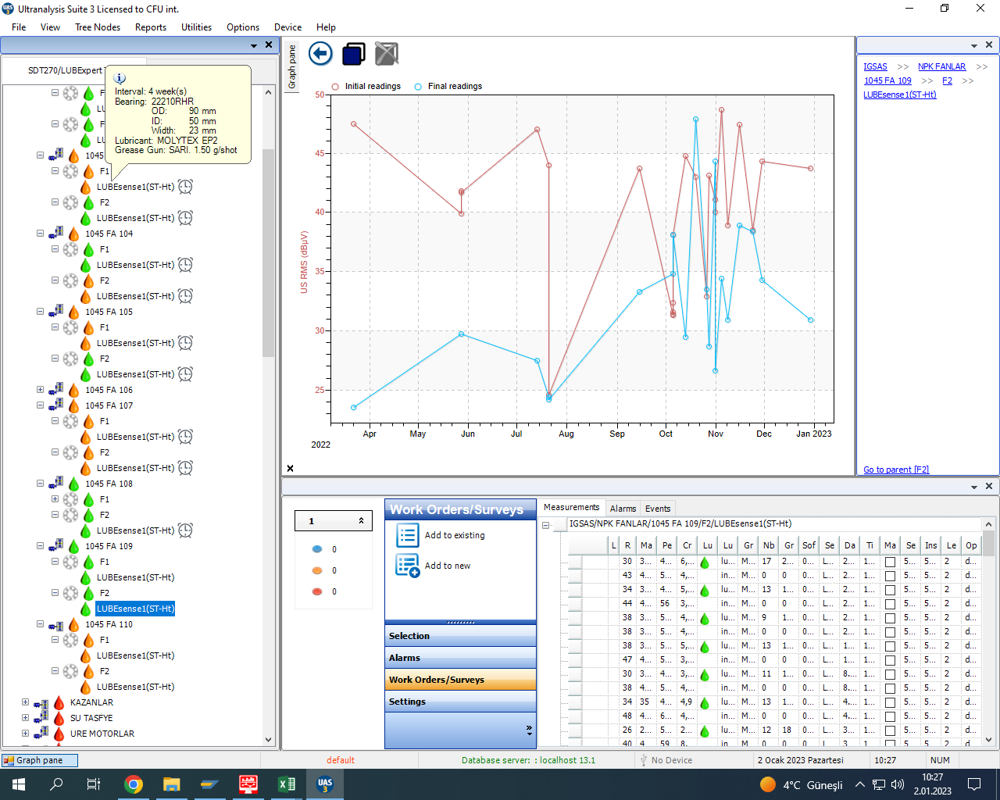 Ultranalysis Suite 3 Licensed to CFU int.
File View Tree Nodes Reports Utilities Options Device Help
SDT270/LUBExpert
Interval: 4 week(s)
Bearing: 22210RHR
OD: 90 mm
ID: 50 mm
Width: 23 mm
Lubricant: MOLYTEX EP2
Grease Gun: SARI. 1.50 g/shot
F
LU
F
LU
1045
F1
LUBEsense1(ST-Ht)
F2
LUBEsense1(ST-Ht)
1045 FA 104
F1
LUBEsense1(ST-Ht)
F2
LUBEsense1(ST-Ht)
1045 FA 105
F1
LUBEsense1(ST-Ht)
F2
LUBEsense1(ST-Ht)
1045 FA 106
1045 FA 107
F1
LUBEsense1(ST-Ht)
F2
LUBEsense1(ST-Ht)
1045 FA 108
F1
F2
LUBEsense1(ST-Ht)
1045 FA 109
F1
LUBEsense1(ST-Ht)
F2
LUBEsense1(ST-Ht)
1045 FA 110
F1
LUBEsense1(ST-Ht)
F2
LUBEsense1(ST-Ht)
KAZANLAR
SU TASFYE
URE MOTORLAR
Graph pane
Initial readings Final readings
US RMS (dBµV)
50
45
40
35
30
25
Apr May Jun Jul Aug Sep Oct Nov Dec Jan 2023
2022
IGSAS >> NPK FANLAR >>
1045 FA 109 >> F2 >>
LUBEsense1(ST-Ht)
Go to parent [F2]
1
0
0
0
Work Orders/Surveys
Add to existing
Add to new
Selection
Alarms
Work Orders/Surveys
Settings
Measurements Alarms Events
IGSAS/NPK FANLAR/1045 FA 109/F2/LUBEsense1(ST-Ht)
L R Ma Pe Cr Lu Lu Gr Nb Gr Sof Se Da Ti Ma Se Ins Le Op
30 3... 4... 6,... lu... M... 17 2... 0... L... 2... 1... 5... 5... 2 d...
43 4... 5... 4,... in... M... 0 0 0... L... 2... 1... 5... 5... 2 d...
34 3... 4... 5,... lu... M... 13 1... 0... L... 2... 1... 5... 5... 2 d...
44 4... 56 3,... in... M... 0 0 0... L... 2... 1... 5... 5... 2 d...
38 3... 4... 5,... lu... M... 9 1... 0... L... 2... 1... 5... 5... 2 d...
38 3... 5... 4,... in... M... 0 0 0... L... 2... 1... 5... 5... 2 d...
38 3... 5... 5,... lu... M... 13 1... 0... L... 2... 1... 5... 5... 2 d...
47 4... 5... 3,... in... M... 0 0 0... L... 1... 1... 5... 5... 2 d...
30 3... 4... 3,... lu... M... 11 1... 0... L... 8... 1... 5... 5... 2 d...
38 4... 5... 4,... in... M... 0 0 0... L... 8... 1... 5... 5... 2 d...
34 35 4... 4,9 lu... M... 13 1... 0... L... 4... 1... 5... 5... 2 d...
48 4... 6... 4,... in... M... 0 0 0... L... 4... 1... 5... 5... 2 d...
26 2... 5... 2... lu... M... 12 18 0... L... 3... 1... 5... 5... 2 d...
40 4... 59 8... in... M... 0 0 0... L... 3... 1... 5... 5... 2 d...
Graph pane default Database server: : localhost 13.1 No Device 2 Ocak 2023 Pazartesi 10:27 NUM
UAS 3
4°C Güneşli
10:27
2.01.2023